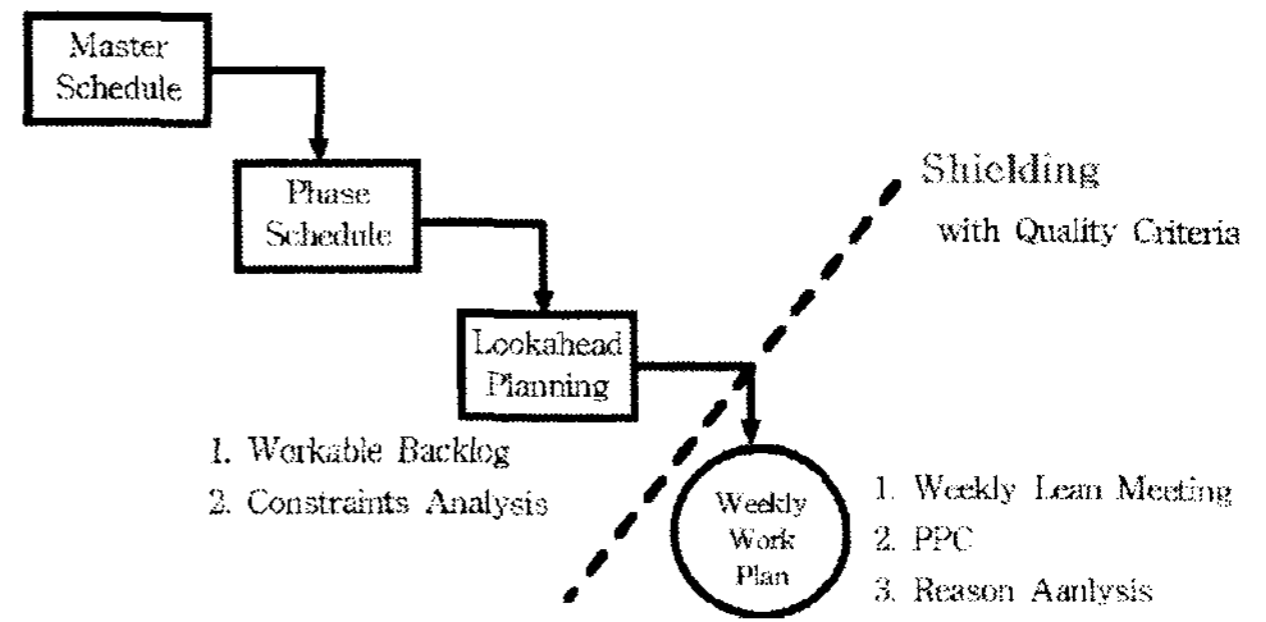 Master
Schedule
Phase
Schedule
Shielding
with Quality Criteria
Lookahead
Planning
1. Workable Backlog
2. Constraints Analysis
Weekly
Work
Plan
1. Weekly Lean Meeting
2. PPC
3. Reason Aanlysis